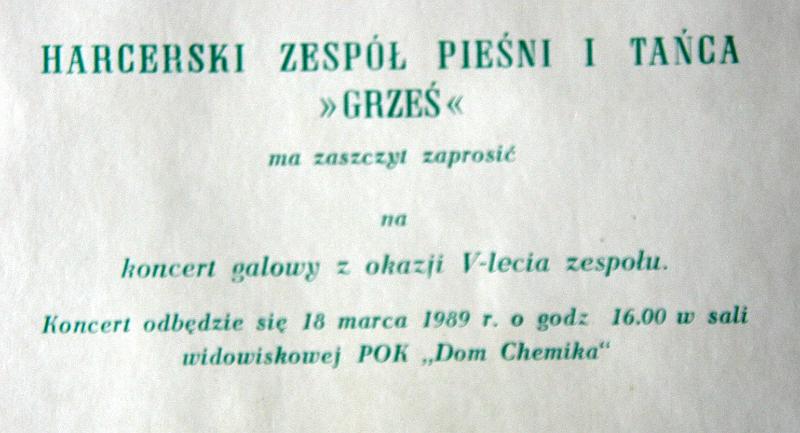 HARCERSKI ZESPÓŁ PIEŚNI I TAŃCA
»GRZEŚ«
ma zaszczyt zaprosić
na
koncert galowy z okazji V-lecia zespołu.
Koncert odbędzie się 18 marca 1989 r. o godz 16.00 w sali
widowiskowej POK „Dom Chemika“